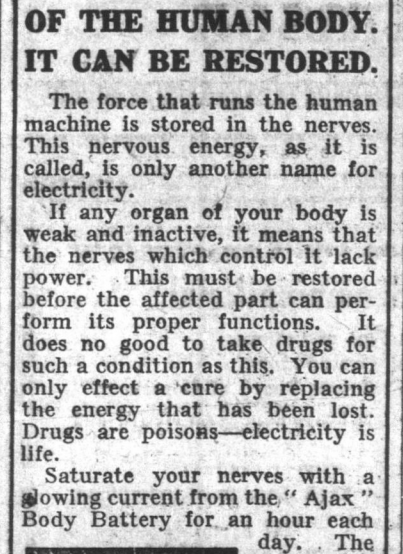 OF THE HUMAN BODY.
IT CAN BE RESTORED.
The force that runs the human
machine is stored in the nerves.
This nervous energy, as it is
called, is only another name for
electricity.
If any organ of your body is
weak and inactive, it means that
the nerves which control it lack
power. This must be restored
before the affected part can per-
form its proper functions. It
does no good to take drugs for
such a condition as this. You can
only effect a cure by replacing
the energy that has been lost.
Drugs are poisons—electricity is
life.
Saturate your nerves with a
glowing current from the "Ajax"
Body Battery for an hour each
day. The